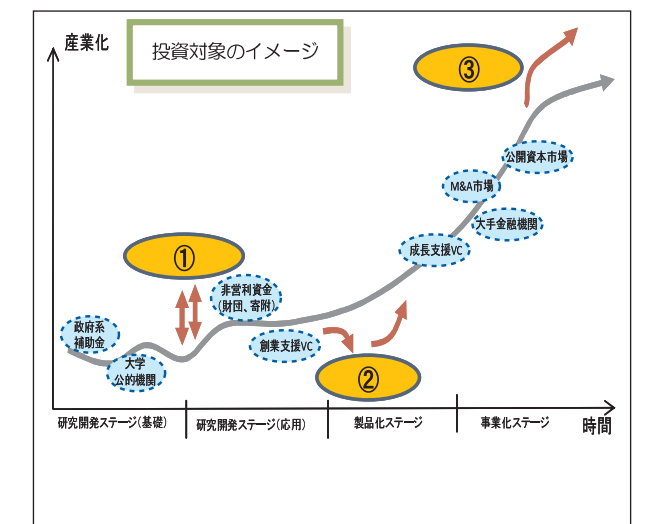 産業化
投資対象のイメージ
③
公開資本市場
M&A市場
大手金融機関
成長支援VC
①
非営利資金
(財団、寄附)
政府系
補助金
大学
公的機関
創業支援VC
②
研究開発ステージ(基礎)
研究開発ステージ(応用)
製品化ステージ
事業化ステージ
時間